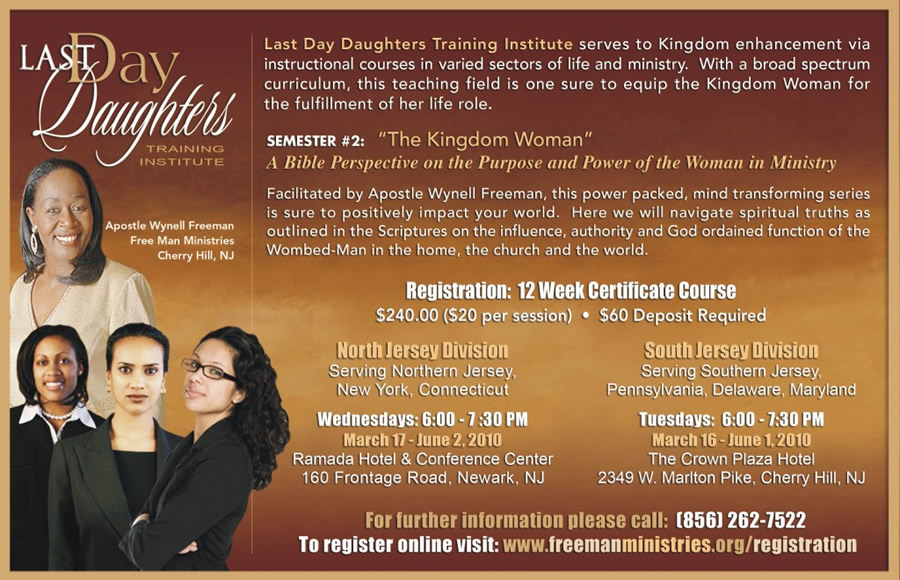 LAST Day
Daughters
TRAINING
INSTITUTE
Apostle Wynell Freeman
Free Man Ministries
Cherry Hill, NJ
Last Day Daughters Training Institute serves to Kingdom enhancement via
instructional courses in varied sectors of life and ministry. With a broad spectrum
curriculum, this teaching field is one sure to equip the Kingdom Woman for
the fulfillment of her life role.
SEMESTER #2: "The Kingdom Woman"
A Bible Perspective on the Purpose and Power of the Woman in Ministry
Facilitated by Apostle Wynell Freeman, this power packed, mind transforming series
is sure to positively impact your world. Here we will navigate spiritual truths as
outlined in the Scriptures on the influence, authority and God ordained function of the
Wombed-Man in the home, the church and the world.
Registration: 12 Week Certificate Course
$240.00 ($20 per session) • $60 Deposit Required
North Jersey Division
Serving Northern Jersey,
New York, Connecticut
Wednesdays: 6:00 - 7:30 PM
March 17 - June 2, 2010
Ramada Hotel & Conference Center
160 Frontage Road, Newark, NJ
South Jersey Division
Serving Southern Jersey,
Pennsylvania, Delaware, Maryland
Tuesdays: 6:00 - 7:30 PM
March 16 - June 1, 2010
The Crown Plaza Hotel
2349 W. Marlton Pike, Cherry Hill, NJ
For further information please call: (856) 262-7522
To register online visit: www.freemanministries.org/registration